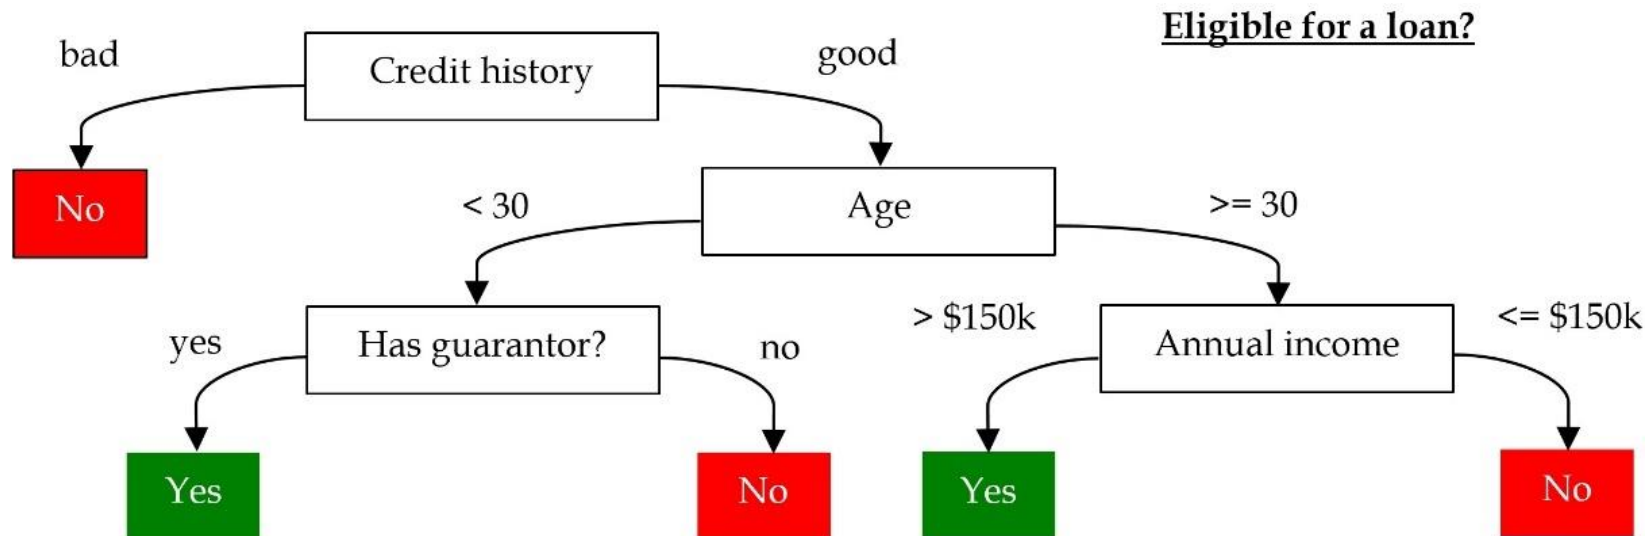 Eligible for a loan?
bad
Credit history
good
No
< 30
Age
>= 30
yes
Has guarantor?
no
> $150k
Annual income
<= $150k
Yes
No
Yes
No